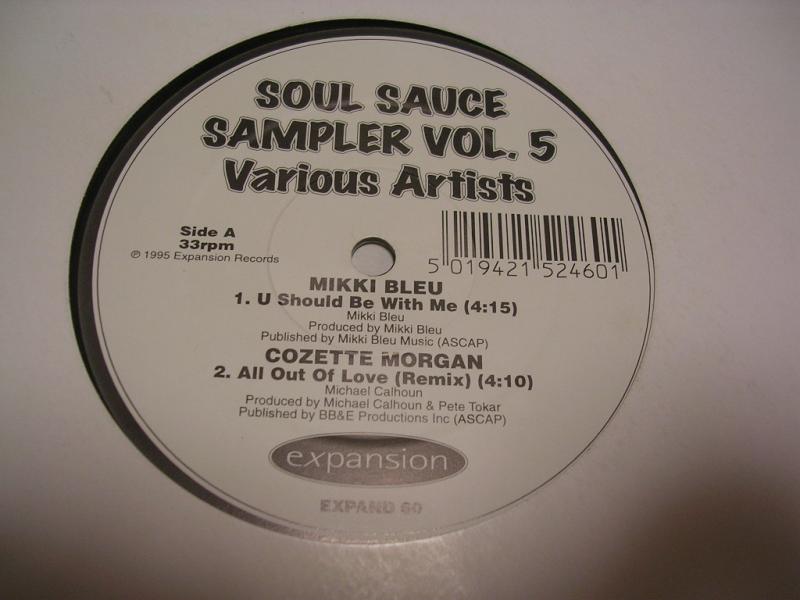 SOUL SAUCE
SAMPLER VOL. 5
Various Artists
Side A
33rpm
℗ 1995 Expansion Records
5 019421 524601
MIKKI BLEU
1. U Should Be With Me (4:15)
Mikki Bleu
Produced by Mikki Bleu
Published by Mikki Bleu Music (ASCAP)
COZETTE MORGAN
2. All Out Of Love (Remix) (4:10)
Michael Calhoun
Produced by Michael Calhoun & Pete Tokar
Published by BB&E Productions Inc (ASCAP)
expansion
EXPAND 60